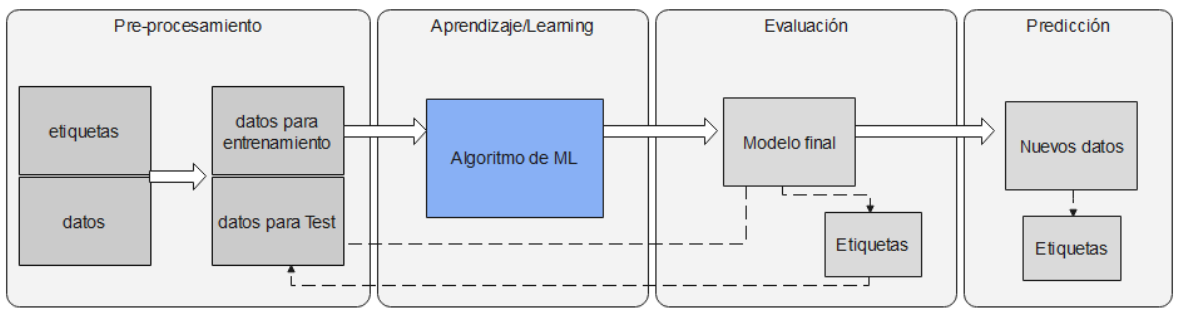 Pre-procesamiento
etiquetas
datos
datos para
entrenamiento
datos para Test
Aprendizaje/Learning
Algoritmo de ML
Evaluación
Modelo final
Etiquetas
Predicción
Nuevos datos
Etiquetas